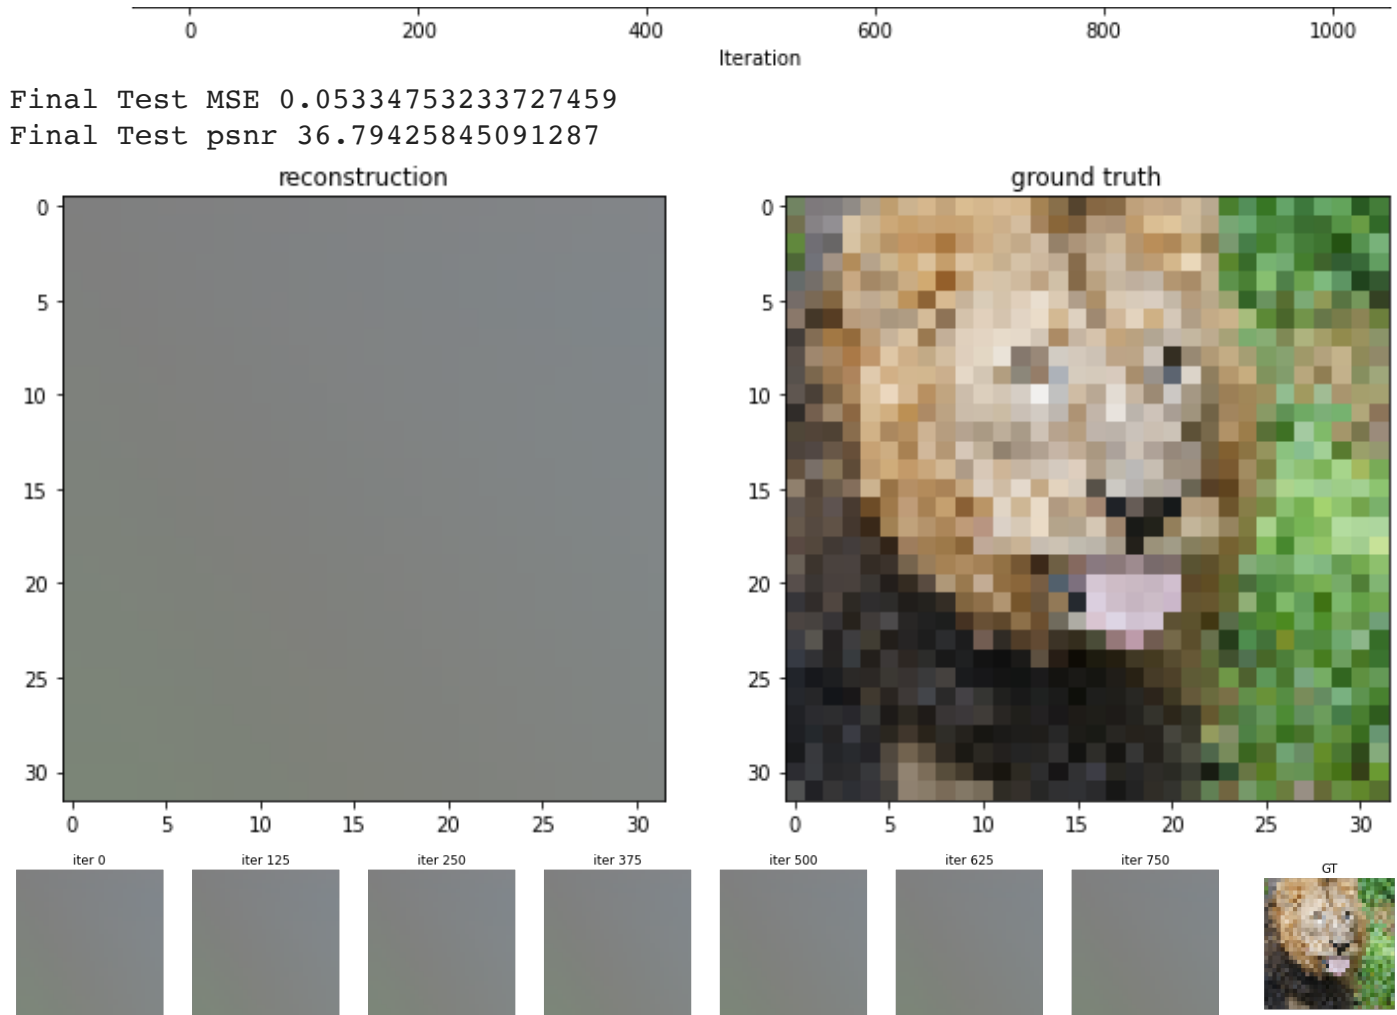 0 200 400 600 800 1000
Iteration
Final Test MSE 0.05334753233727459
Final Test psnr 36.79425845091287
reconstruction ground truth
0 0
5 5
10 10
15 15
20 20
25 25
30 30
0 5 10 15 20 25 30 0 5 10 15 20 25 30
iter 0 iter 125 iter 250 iter 375 iter 500 iter 625 iter 750 GT